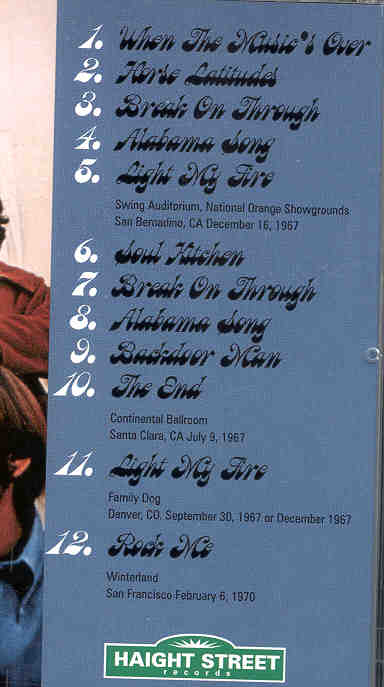 1. When The Music's Over
2. Horse Latitudes
3. Break On Through
4. Alabama Song
5. Light My Fire
Swing Auditorium, National Orange Showgrounds
San Bernadino, CA December 16, 1967
6. Soul Kitchen
7. Break On Through
8. Alabama Song
9. Backdoor Man
10. The End
Continental Ballroom
Santa Clara, CA July 9, 1967
11. Light My Fire
Family Dog
Denver, CO. September 30, 1967 or December 1967
12. Rock Me
Winterland
San Francisco February 6, 1970
HAIGHT STREET
records